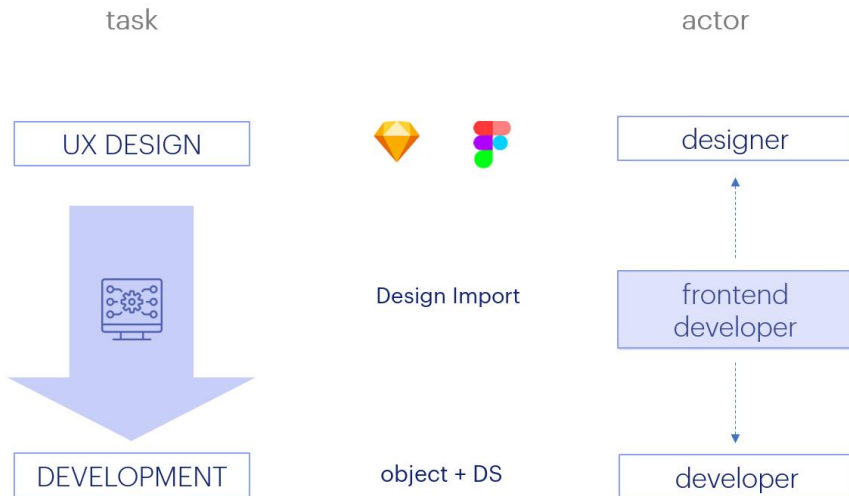 task
actor
UX DESIGN
designer
Design Import
frontend
developer
DEVELOPMENT
object + DS
developer